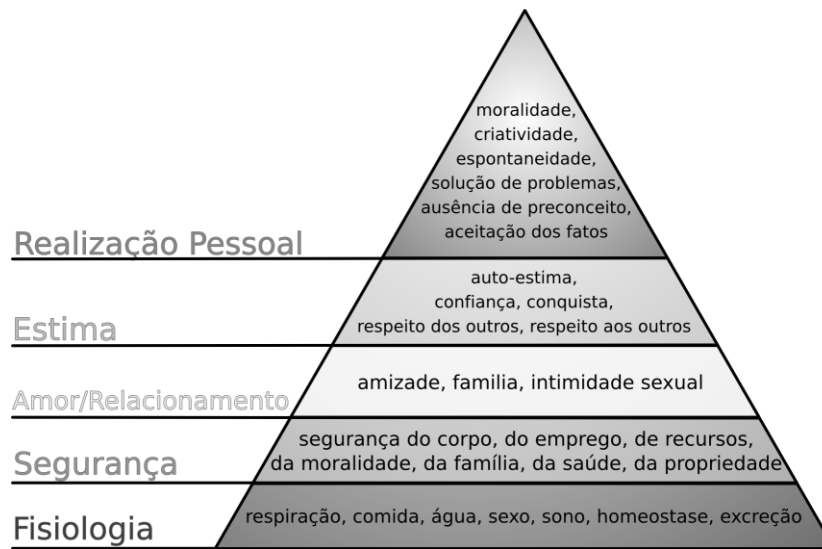 moralidade,
criatividade,
espontaneidade,
solução de problemas,
ausência de preconceito,
aceitação dos fatos
Realização Pessoal
auto-estima,
confiança, conquista,
respeito dos outros, respeito aos outros
Estima
amizade, familia, intimidade sexual
Amor/Relacionamento
segurança do corpo, do emprego, de recursos,
da moralidade, da família, da saúde, da propriedade
Segurança
respiração, comida, água, sexo, sono, homeostase, excreção
Fisiologia